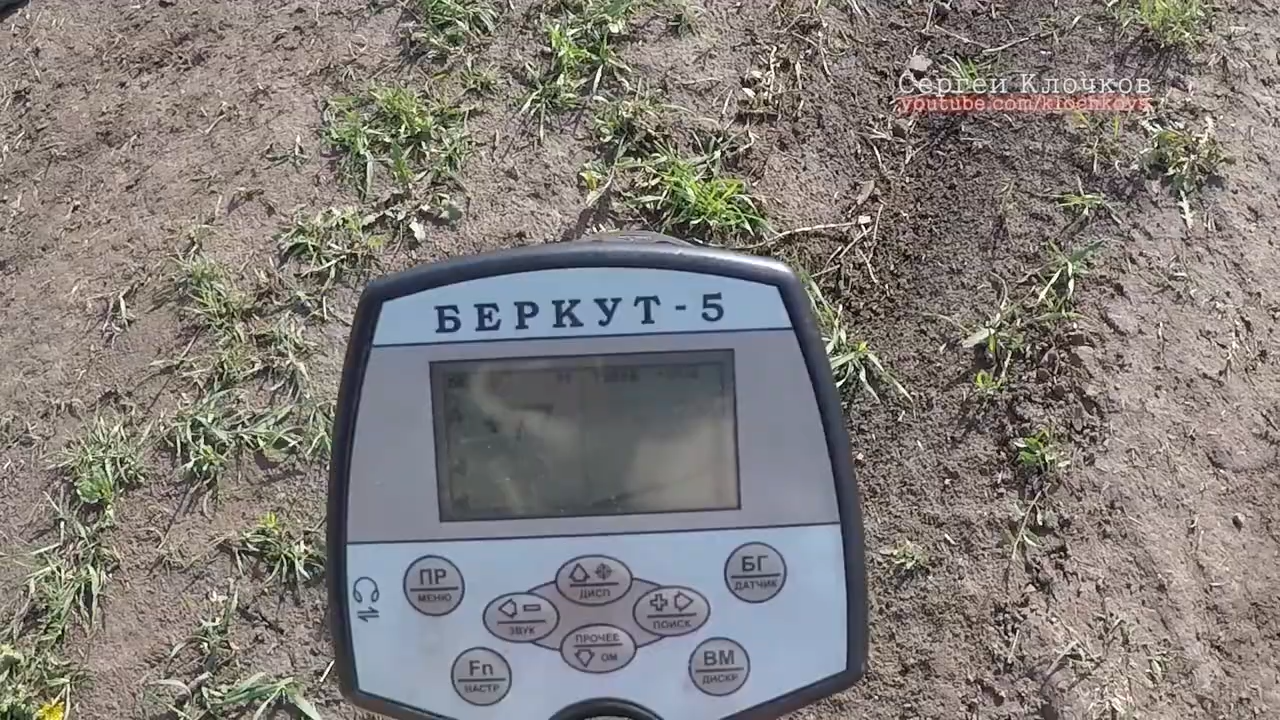 Сергей Клочков
youtube.com/klochkovs
БЕРКУТ-5
ПР
МЕНЮ
ДИСП
БГ
ДАТЧИК
ЗВУК
ПОИСК
ПРОЧЕЕ
ОМ
Fn
НАСТР
ВМ
ДИСКР